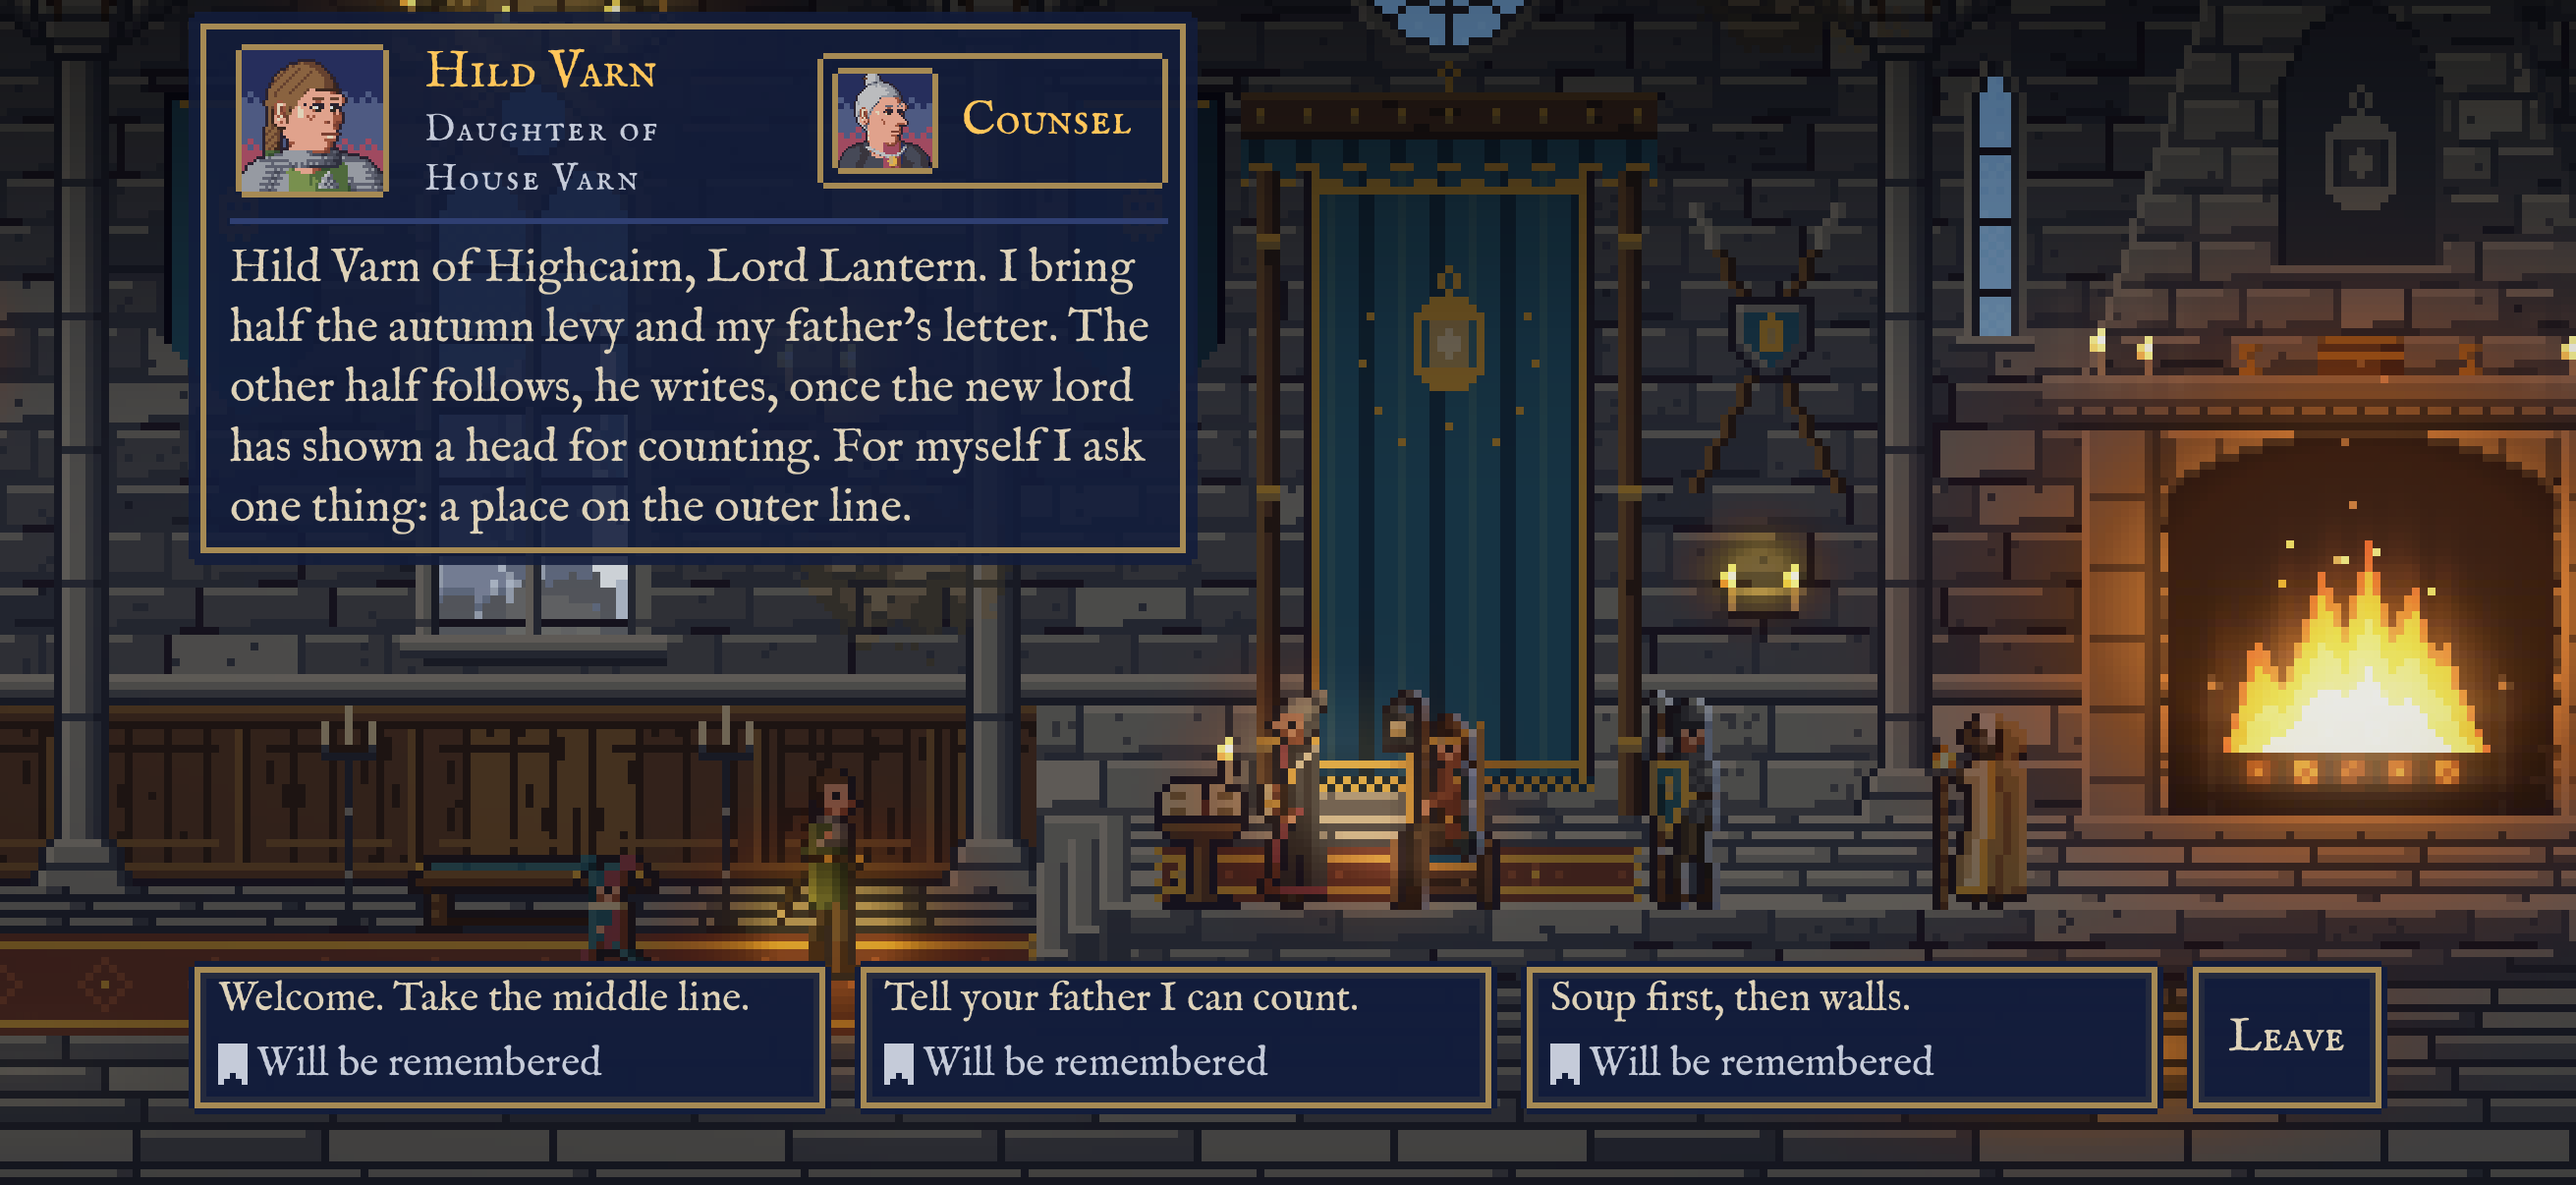 Hild Varn
Daughter of
House Varn
Counsel
Hild Varn of Highcairn, Lord Lantern. I bring
half the autumn levy and my father's letter. The
other half follows, he writes, once the new lord
has shown a head for counting. For myself I ask
one thing: a place on the outer line.
Welcome. Take the middle line.
Will be remembered
Tell your father I can count.
Will be remembered
Soup first, then walls.
Will be remembered
Leave